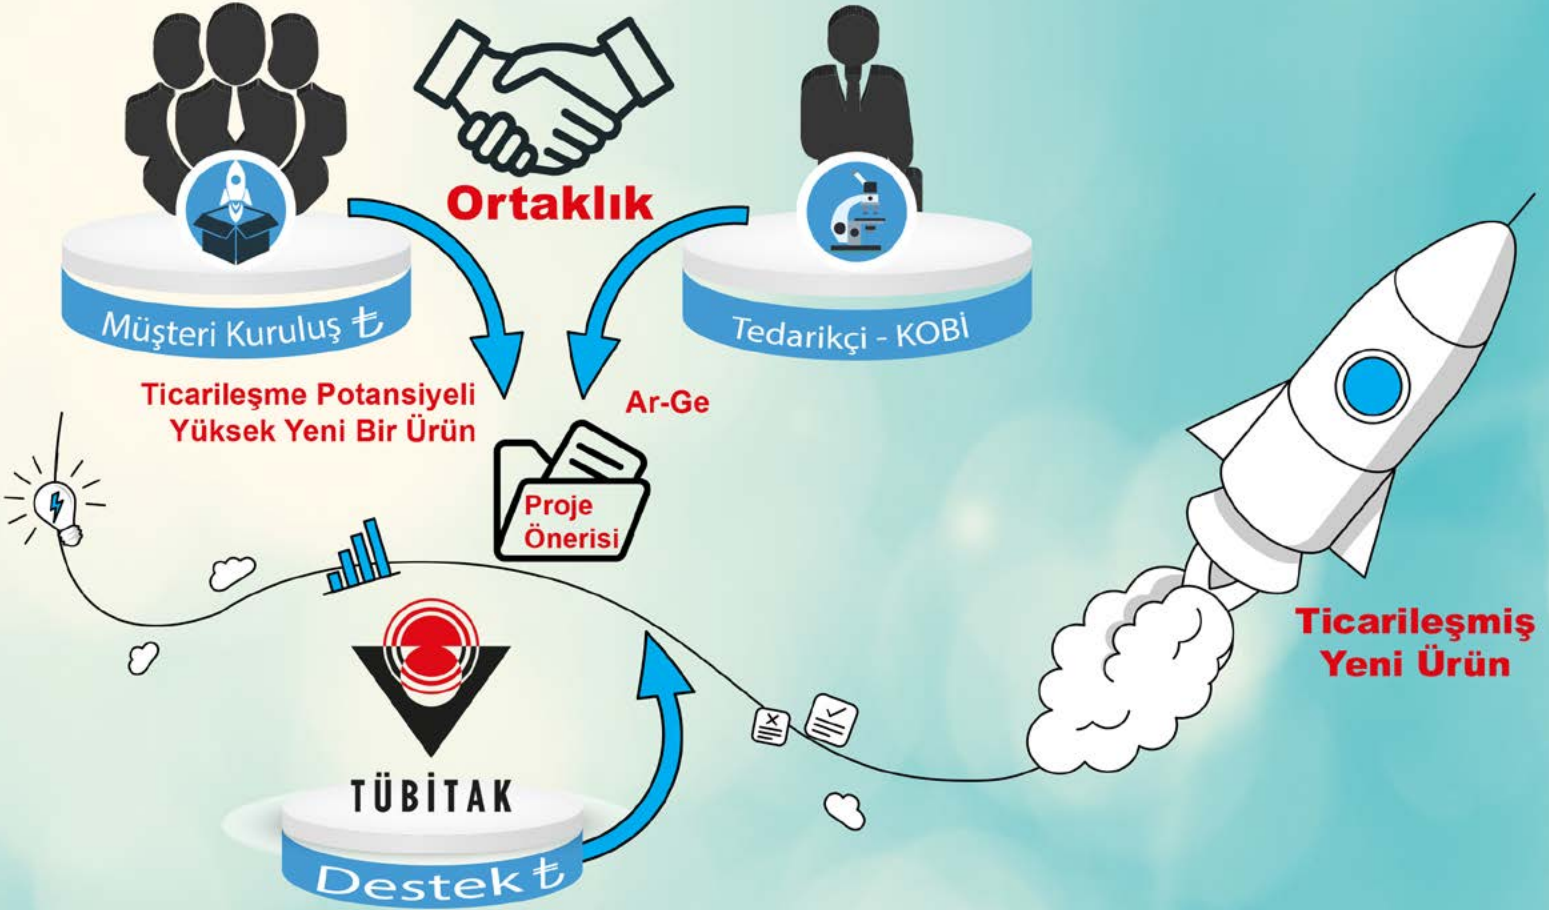 Ortaklık
Müşteri Kuruluş ₺
Tedarikçi - KOBİ
Ticarileşme Potansiyeli
Yüksek Yeni Bir Ürün
Ar-Ge
Proje
Önerisi
Ticarileşmiş
Yeni Ürün
TÜBİTAK
Destek ₺